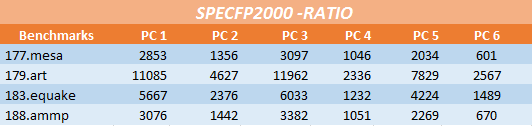 SPECFP2000 -RATIO
Benchmarks PC 1 PC 2 PC 3 PC 4 PC 5 PC 6
177.mesa 2853 1356 3097 1046 2034 601
179.art 11085 4627 11962 2336 7829 2567
183.equake 5667 2376 6033 1232 4224 1489
188.ammp 3076 1442 3382 1051 2269 670